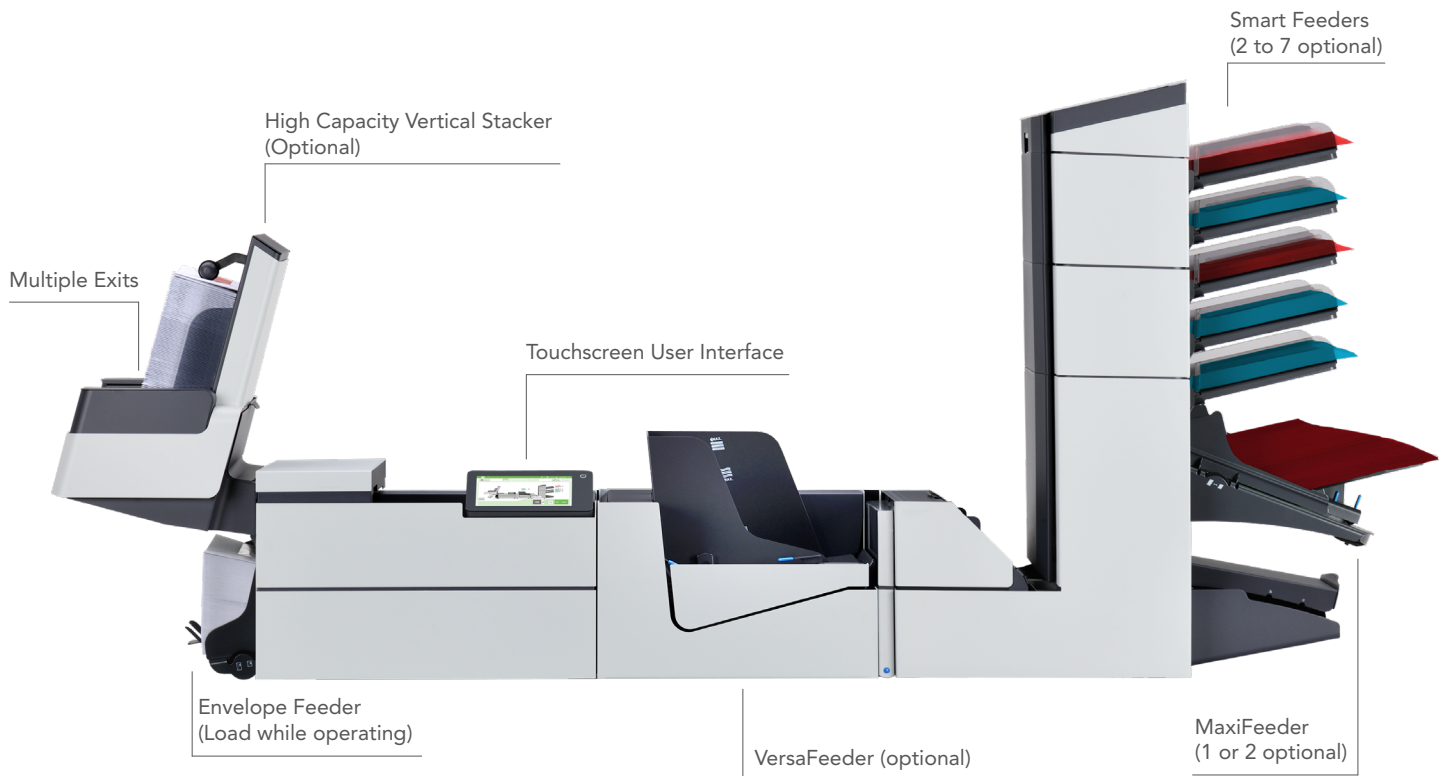 Smart Feeders
(2 to 7 optional)
High Capacity Vertical Stacker
(Optional)
Multiple Exits
Touchscreen User Interface
Envelope Feeder
(Load while operating)
VersaFeeder (optional)
MaxiFeeder
(1 or 2 optional)